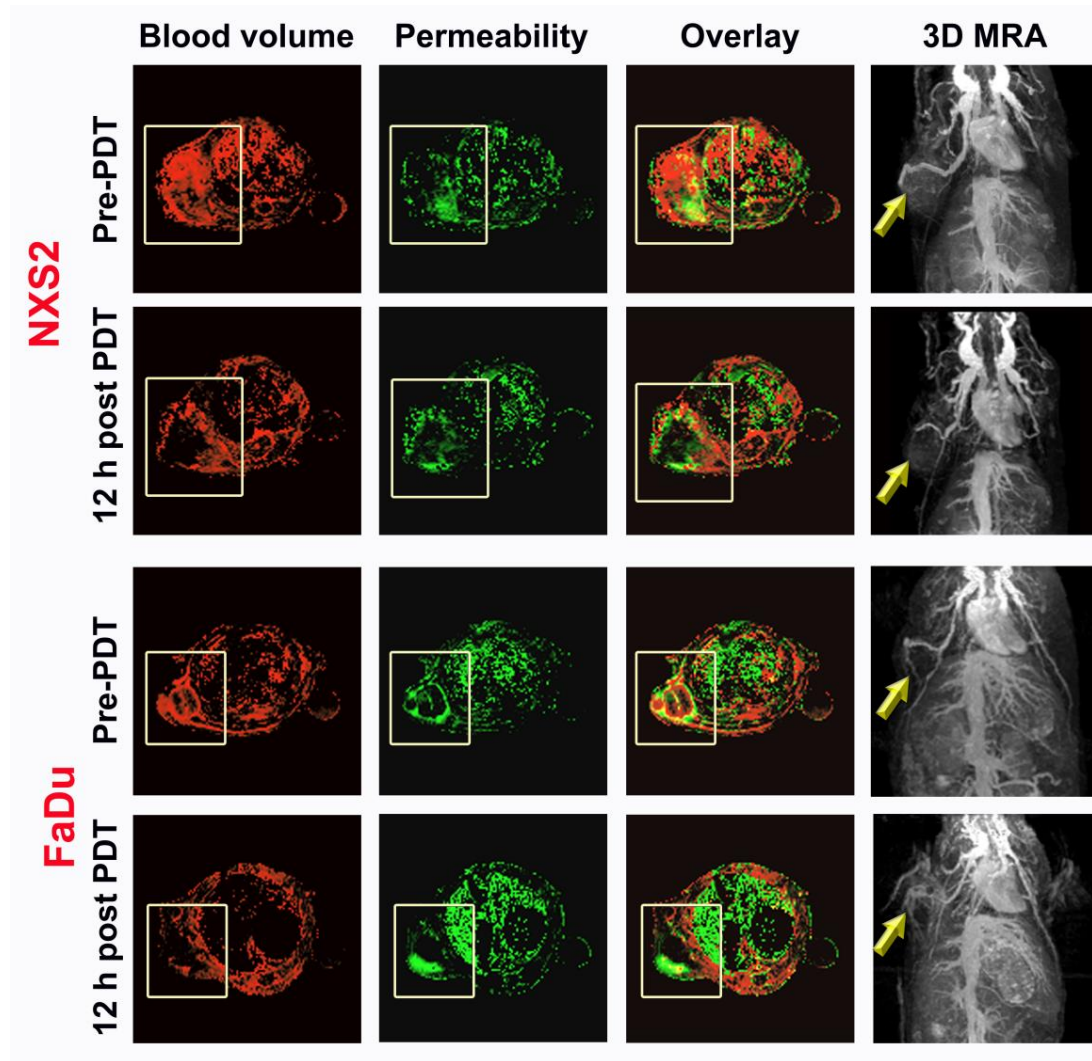 Blood volume Permeability Overlay 3D MRA
NXS2
Pre-PDT
12 h post PDT
FaDu
Pre-PDT
12 h post PDT